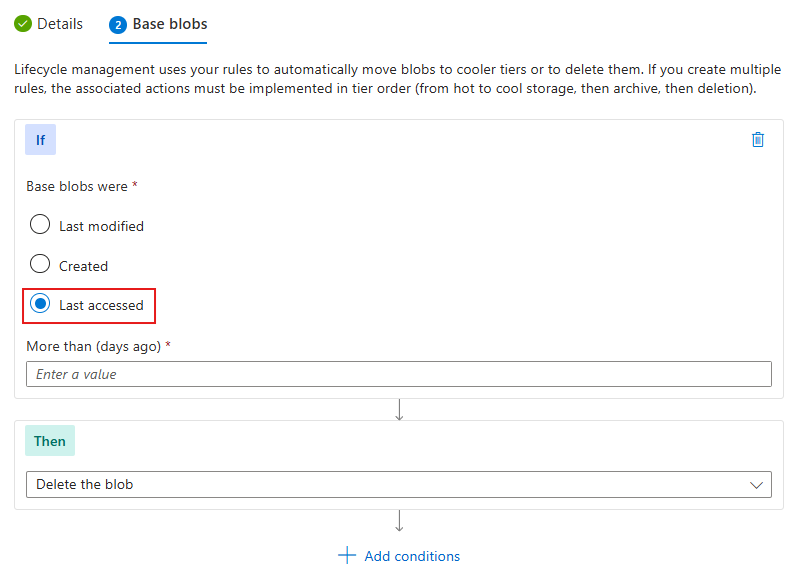 Details
2 Base blobs
Lifecycle management uses your rules to automatically move blobs to cooler tiers or to delete them. If you create multiple
rules, the associated actions must be implemented in tier order (from hot to cool storage, then archive, then deletion).
If
Base blobs were *
Last modified
Created
Last accessed
More than (days ago) *
Enter a value
Then
Delete the blob
Add conditions